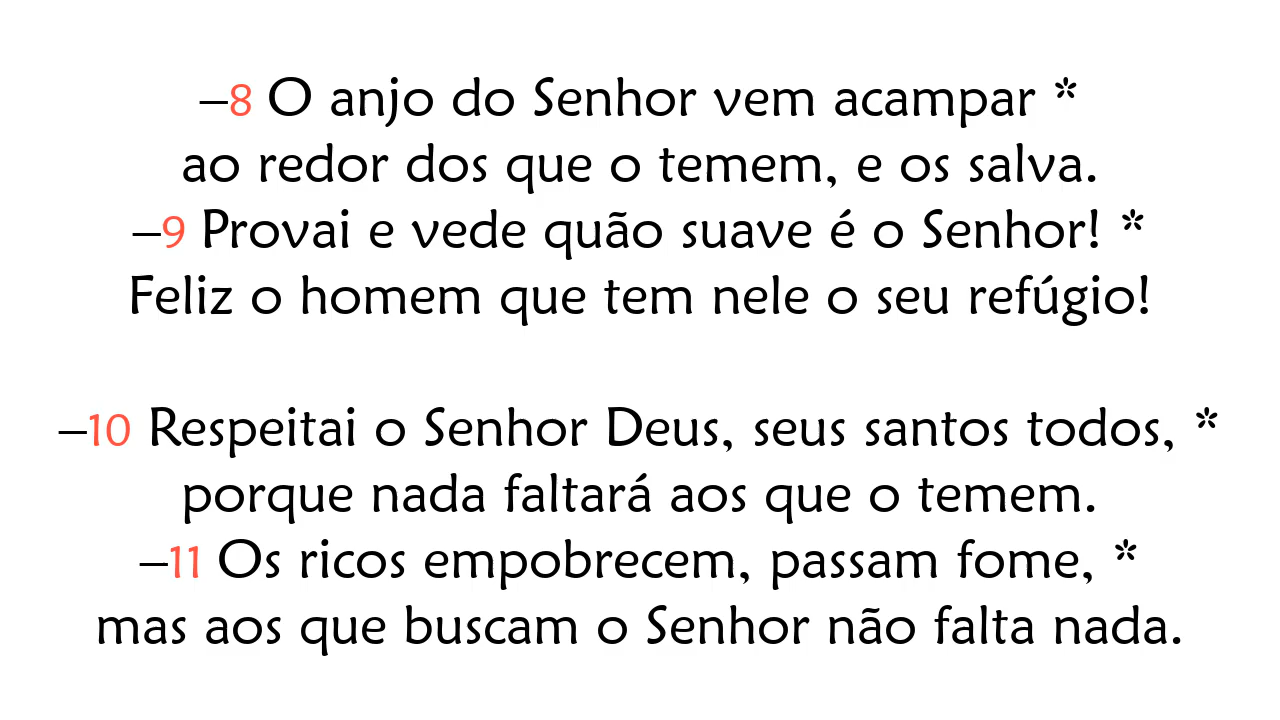 –8 O anjo do Senhor vem acampar *
ao redor dos que o temem, e os salva.
–9 Provai e vede quão suave é o Senhor! *
Feliz o homem que tem nele o seu refúgio!
–10 Respeitai o Senhor Deus, seus santos todos, *
porque nada faltará aos que o temem.
–11 Os ricos empobrecem, passam fome, *
mas aos que buscam o Senhor não falta nada.